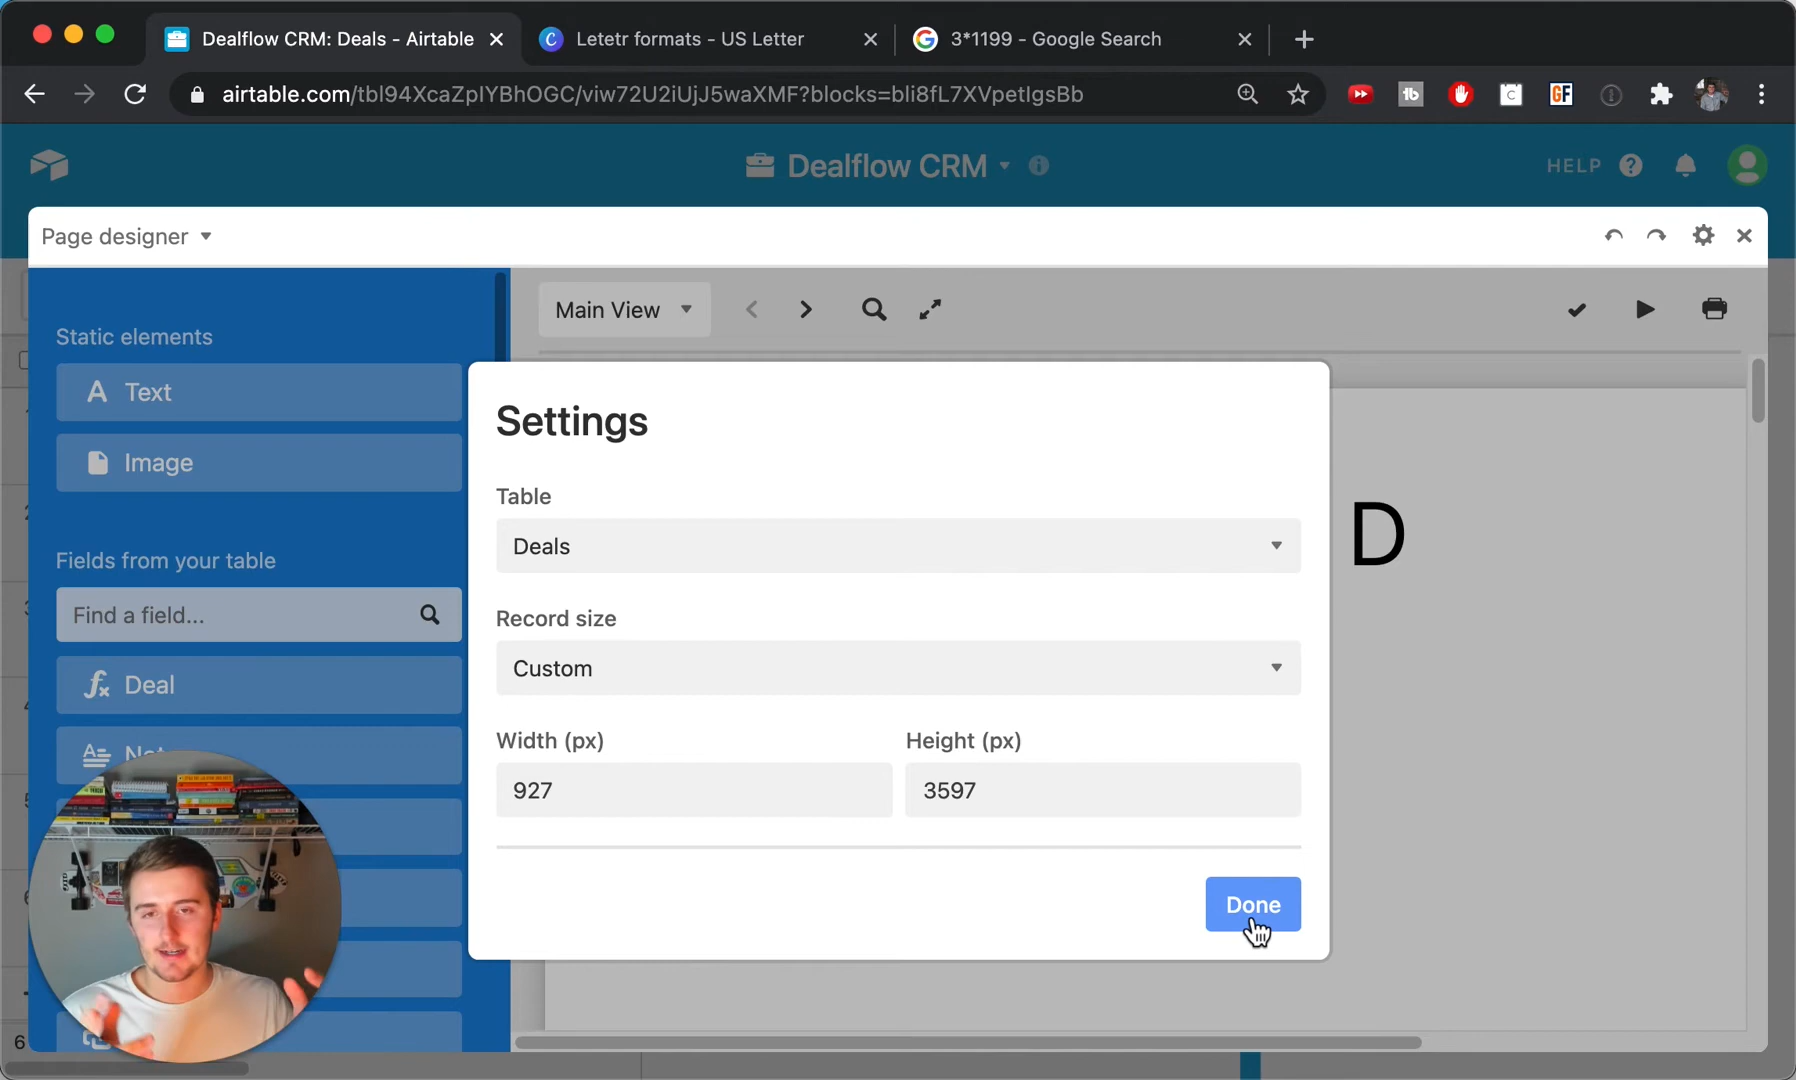 Dealflow CRM: Deals - Airtable
Letetr formats - US Letter
3*1199 - Google Search
airtable.com/tbl94XcaZpIYBhOGC/viw72U2iUjJ5waXMF?blocks=bli8fL7XVpetIgsBb
Dealflow CRM
HELP
Page designer
Static elements
Main View
Text
Settings
Image
Table
Deals
D
Fields from your table
Find a field...
Record size
Custom
Deal
Width (px)
Height (px)
927
3597
Done
6